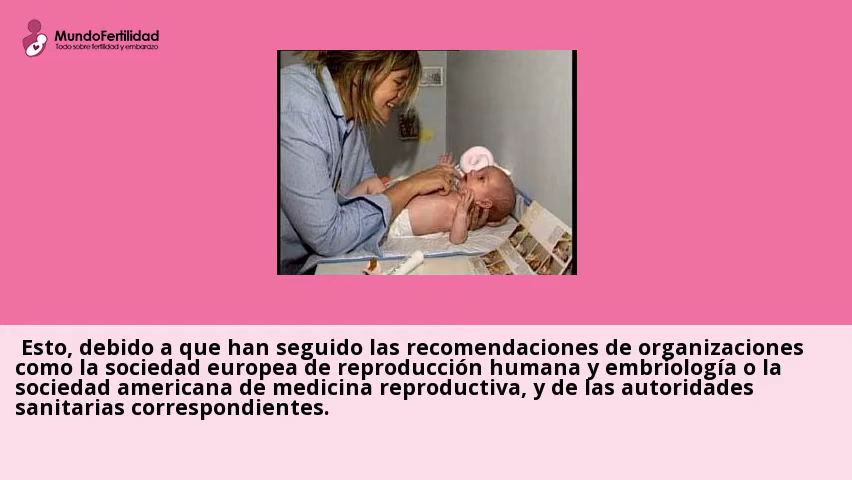 MundoFertilidad
Todo sobre fertilidad y embarazo
Esto, debido a que han seguido las recomendaciones de organizaciones
como la sociedad europea de reproducción humana y embriología o la
sociedad americana de medicina reproductiva, y de las autoridades
sanitarias correspondientes.